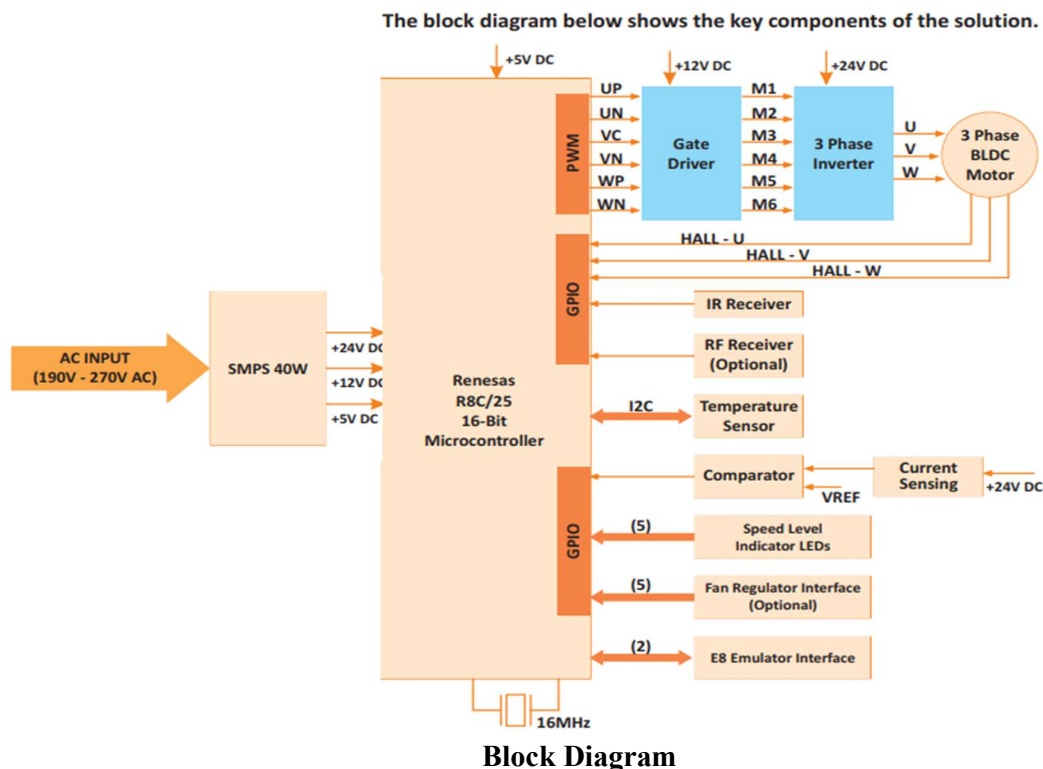 The block diagram below shows the key components of the solution.
+5V DC
+12V DC
+24V DC
UP
UN
VC
VN
WP
WN
PWM
Gate
Driver
M1
M2
M3
M4
M5
M6
3 Phase
Inverter
U
V
W
3 Phase
BLDC
Motor
HALL - U
HALL - V
HALL - W
GPIO
IR Receiver
RF Receiver
(Optional)
AC INPUT
(190V - 270V AC)
SMPS 40W
+24V DC
+12V DC
+5V DC
Renesas
R8C/25
16-Bit
Microcontroller
I2C
Temperature
Sensor
Comparator
VREF
Current
Sensing
+24V DC
GPIO
(5)
Speed Level
Indicator LEDs
(5)
Fan Regulator Interface
(Optional)
(2)
E8 Emulator Interface
16MHz
Block Diagram